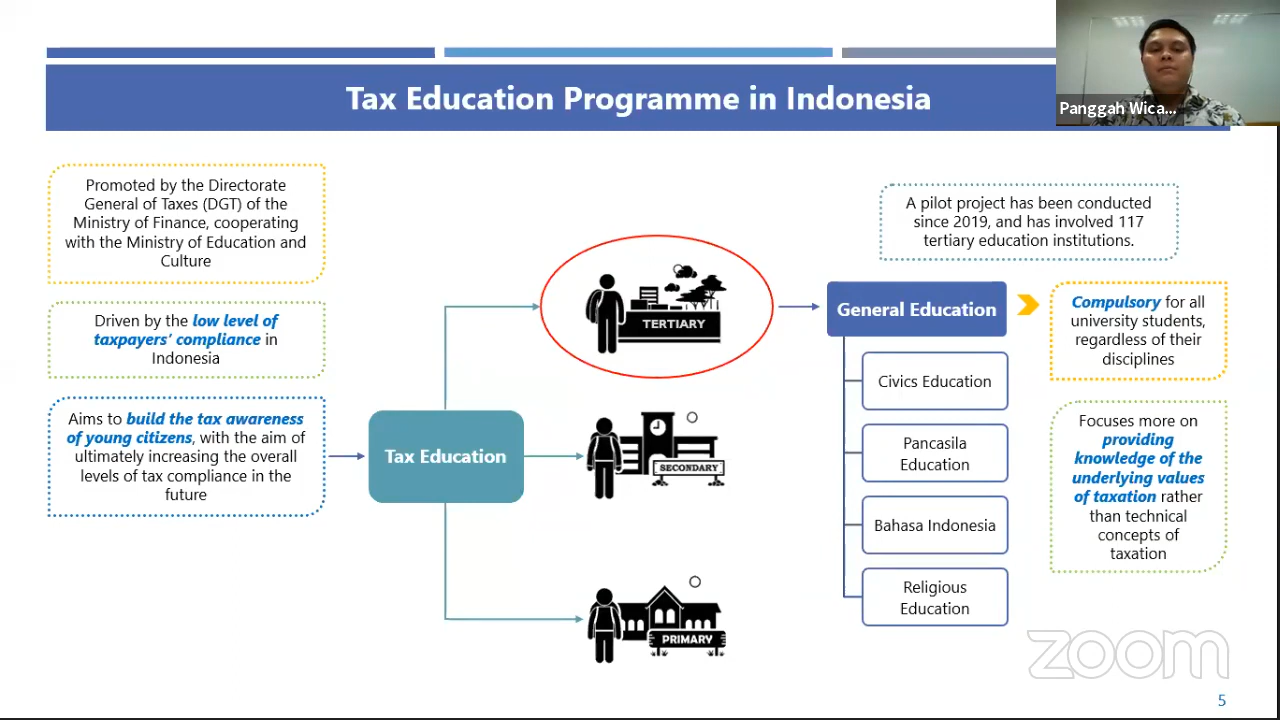 Tax Education Programme in Indonesia
Panggah Wica...
Promoted by the Directorate
General of Taxes (DGT) of the
Ministry of Finance, cooperating
with the Ministry of Education and
Culture
Driven by the low level of
taxpayers' compliance in
Indonesia
Aims to build the tax awareness
of young citizens, with the aim of
ultimately increasing the overall
levels of tax compliance in the
future
Tax Education
TERTIARY
SECONDARY
PRIMARY
A pilot project has been conducted
since 2019, and has involved 117
tertiary education institutions.
General Education
Civics Education
Pancasila
Education
Bahasa Indonesia
Religious
Education
Compulsory for all
university students,
regardless of their
disciplines
Focuses more on
providing
knowledge of the
underlying values
of taxation rather
than technical
concepts of
taxation
zoom
5